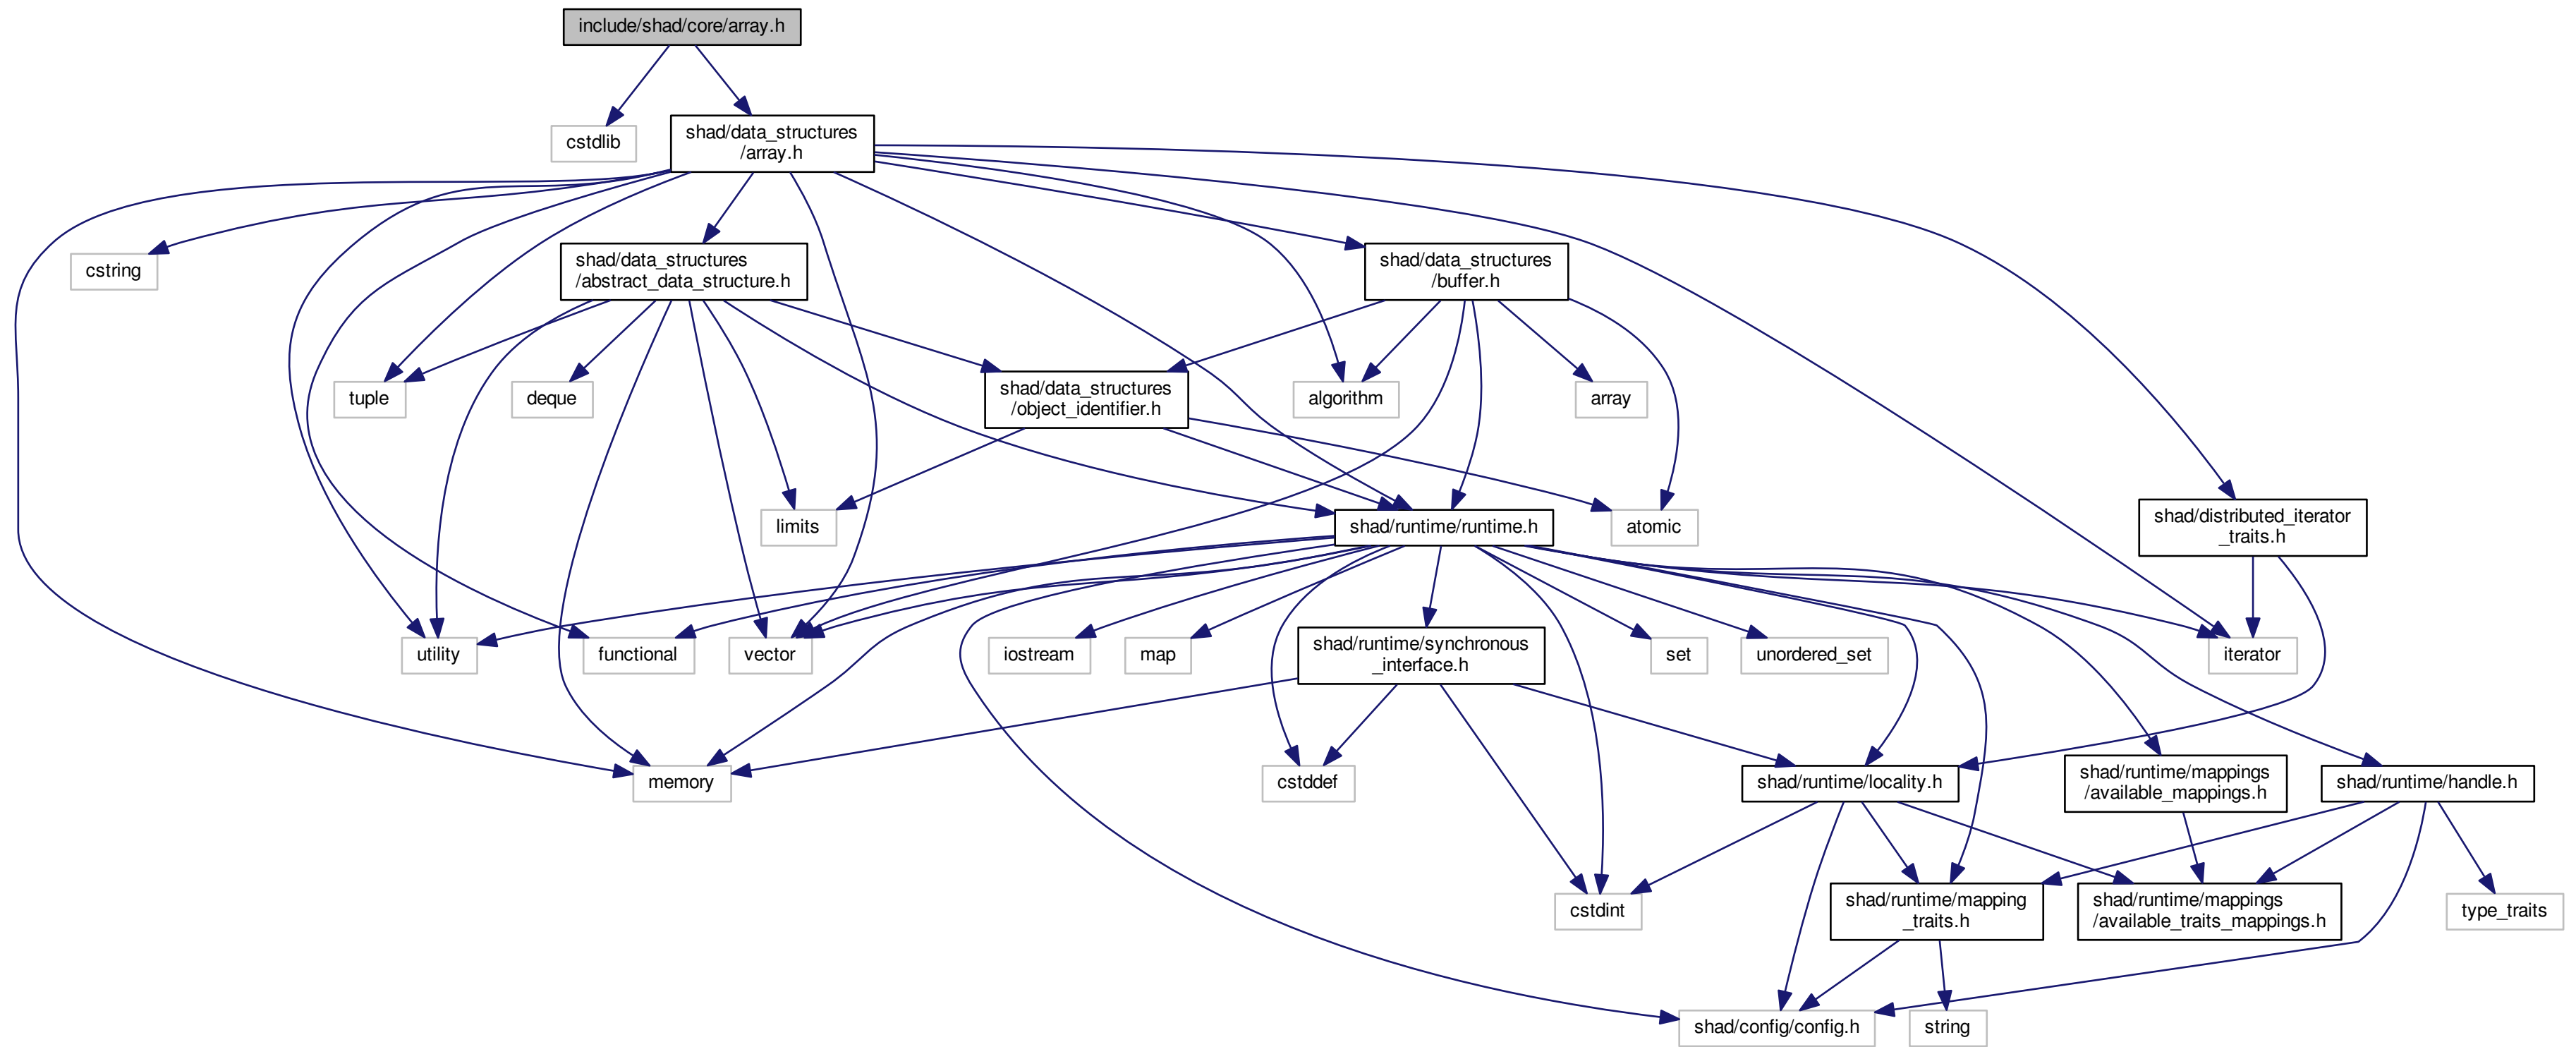 include/shad/core/array.h
cstdlib
shad/data_structures
/array.h
cstring
shad/data_structures
/abstract_data_structure.h
shad/data_structures
/buffer.h
tuple
deque
shad/data_structures
/object_identifier.h
algorithm
array
limits
shad/runtime/runtime.h
atomic
shad/distributed_iterator
_traits.h
utility
functional
vector
iostream
map
shad/runtime/synchronous
_interface.h
set
unordered_set
iterator
memory
cstddef
shad/runtime/locality.h
shad/runtime/mappings
/available_mappings.h
shad/runtime/handle.h
cstdint
shad/runtime/mapping
_traits.h
shad/runtime/mappings
/available_traits_mappings.h
type_traits
shad/config/config.h
string